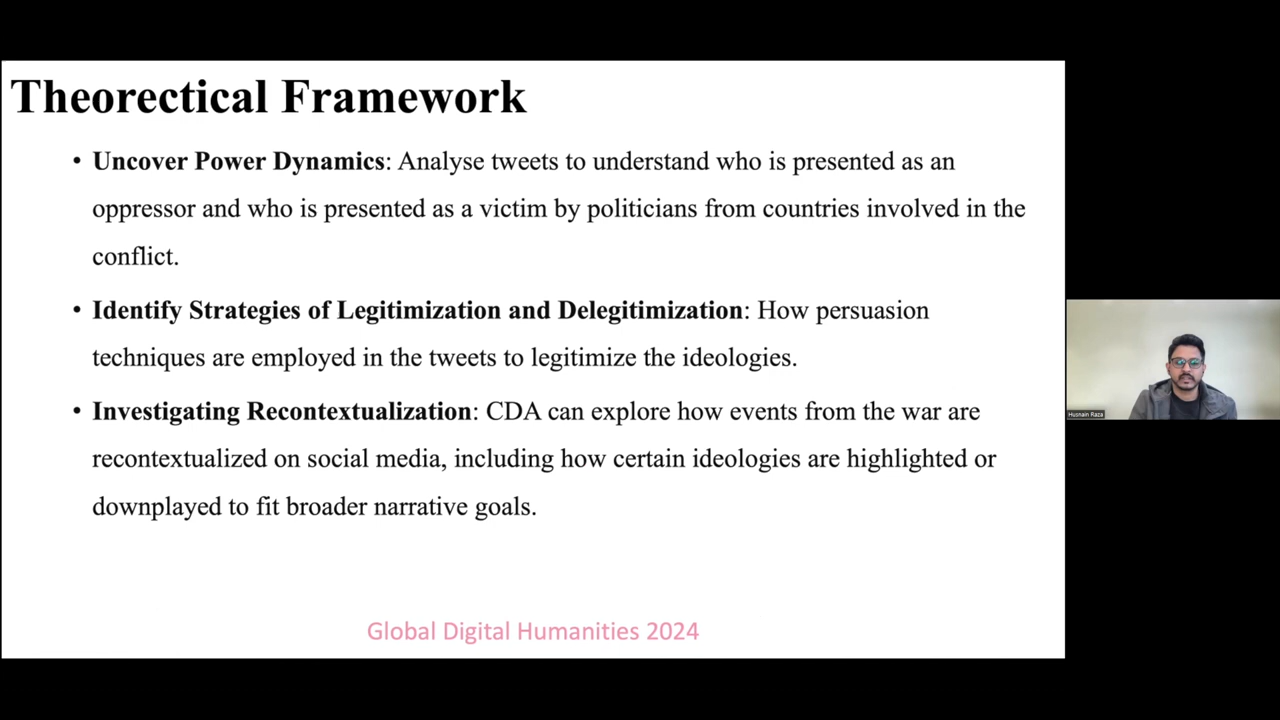 Theorectical Framework
• Uncover Power Dynamics: Analyse tweets to understand who is presented as an
oppressor and who is presented as a victim by politicians from countries involved in the
conflict.
• Identify Strategies of Legitimization and Delegitimization: How persuasion
techniques are employed in the tweets to legitimize the ideologies.
• Investigating Recontextualization: CDA can explore how events from the war are
recontextualized on social media, including how certain ideologies are highlighted or
downplayed to fit broader narrative goals.
Global Digital Humanities 2024
Husnain Raza